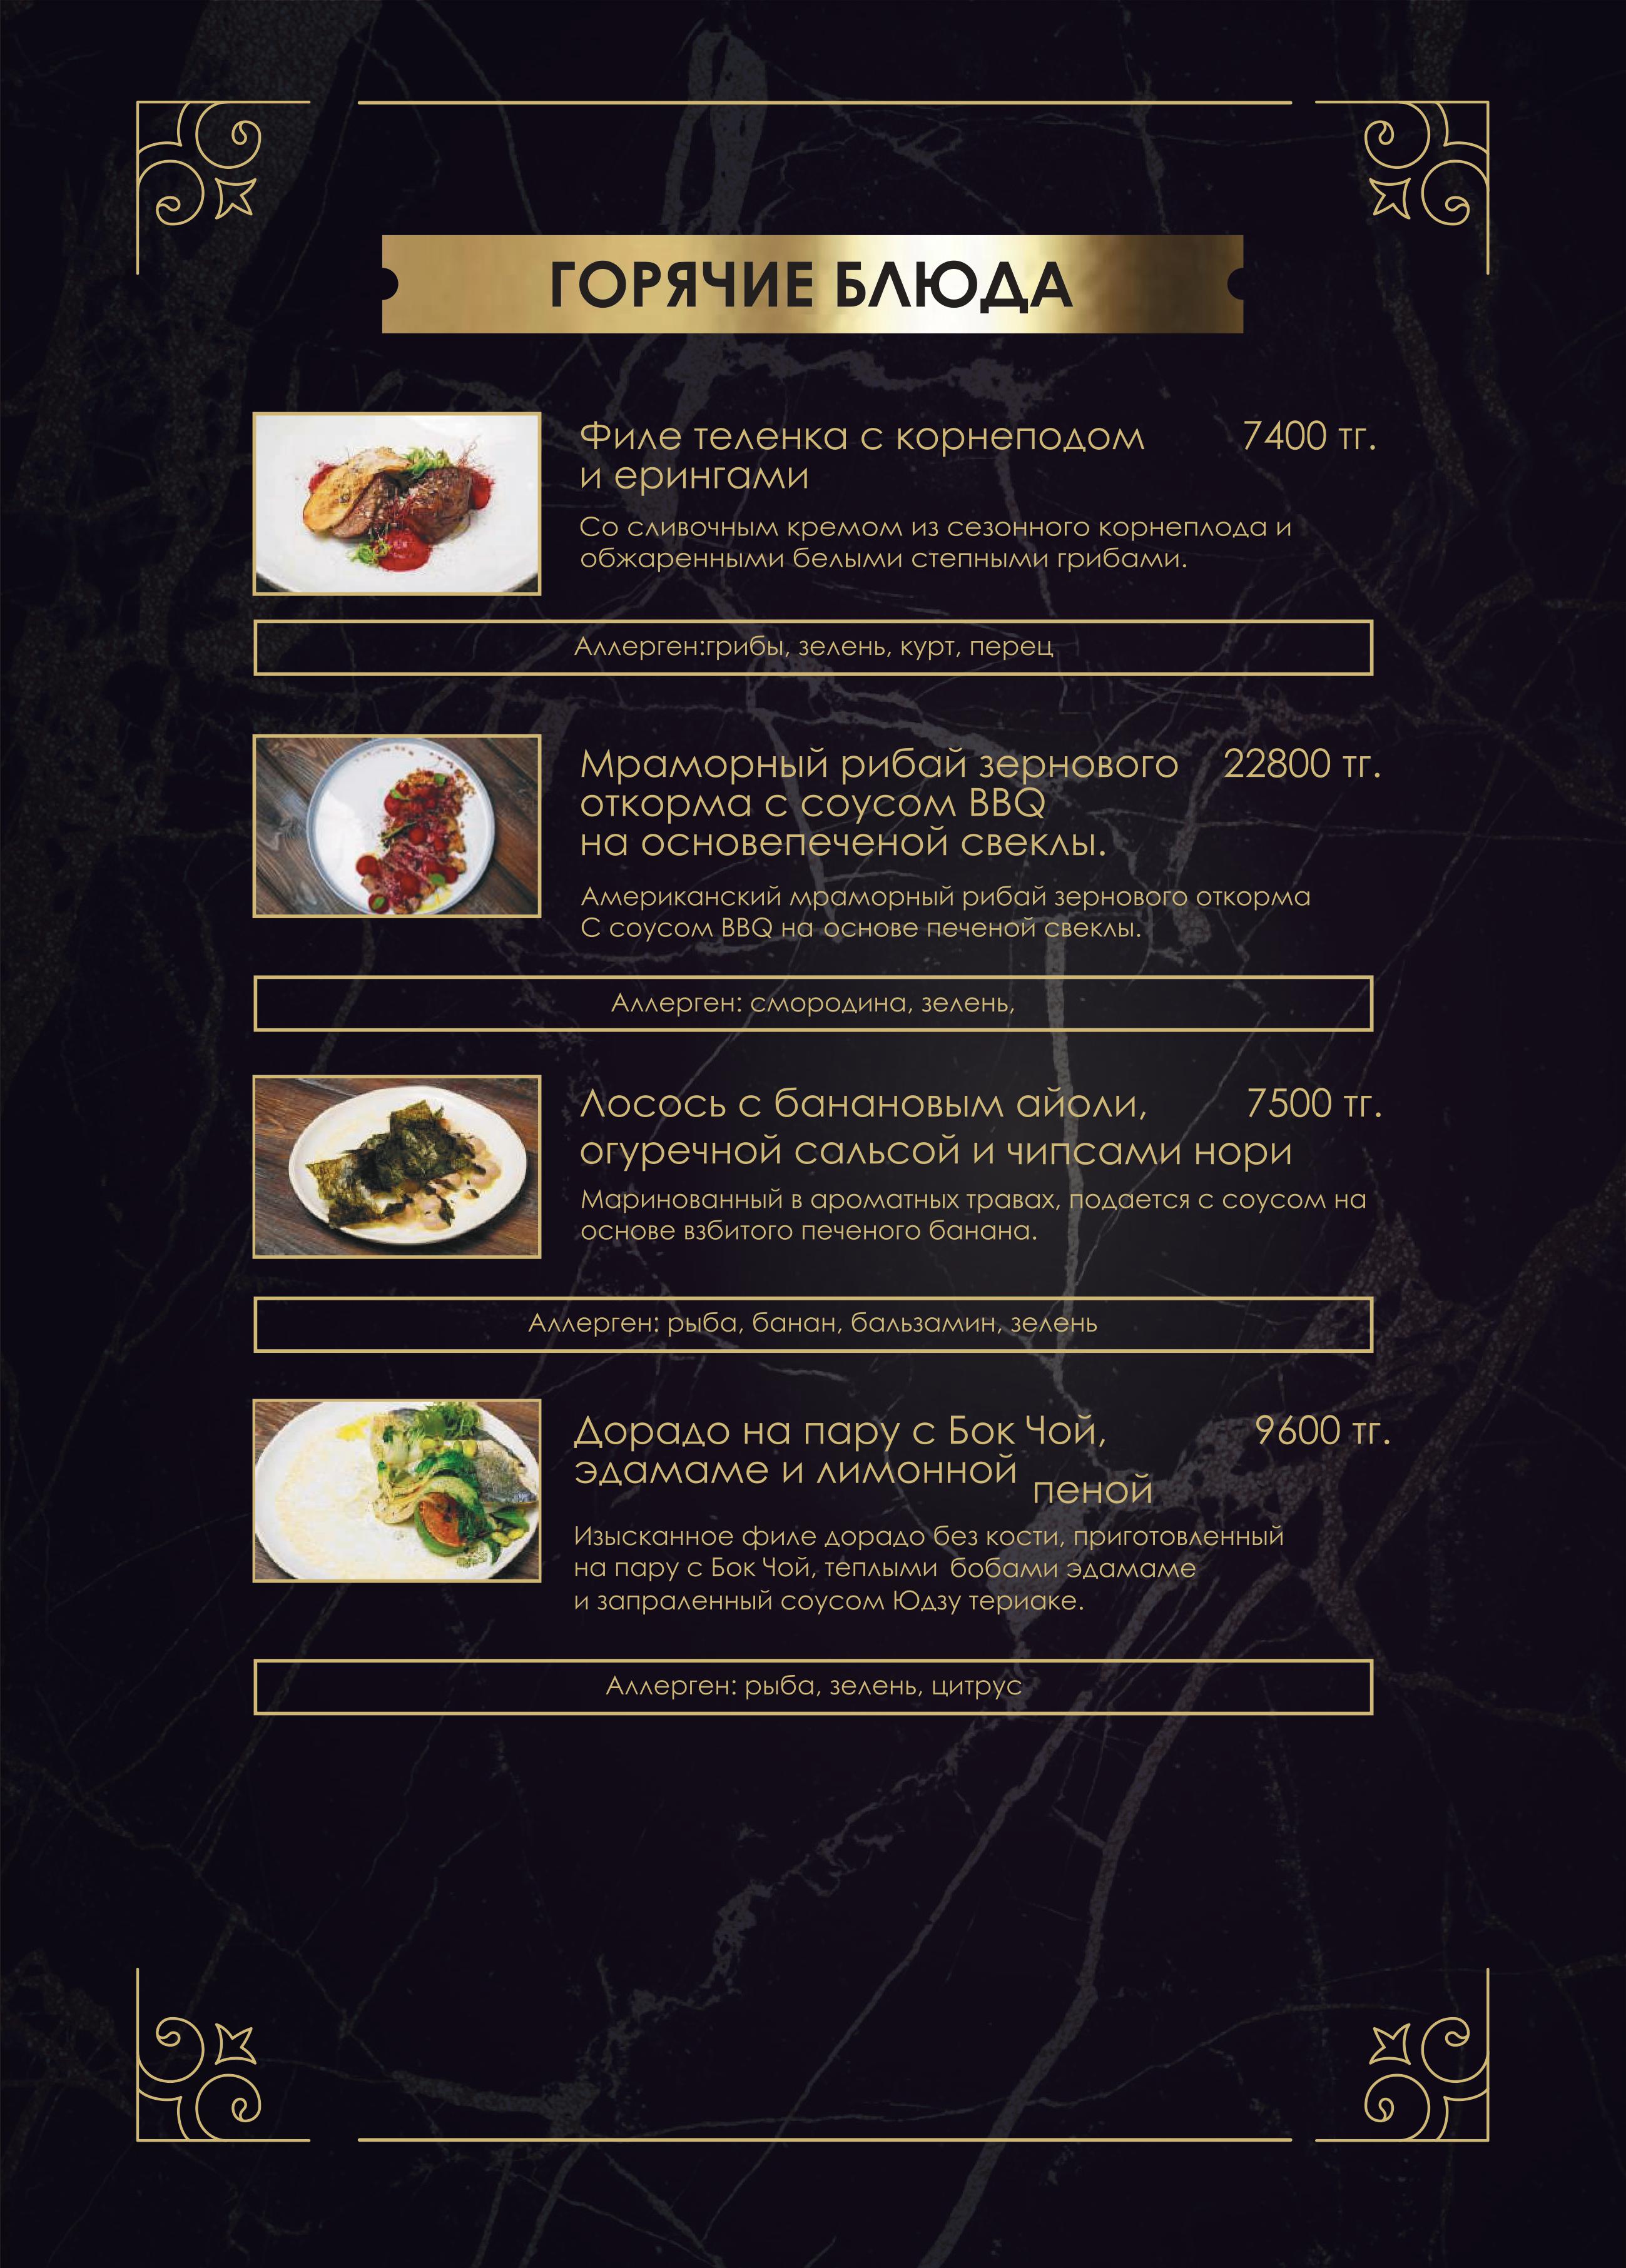 ГОРЯЧИЕ БЛЮДА
Филе теленка с корнеподом 7400 тг.
и ерингами
Со сливочным кремом из сезонного корнеплода и
обжаренными белыми степными грибами.
Аллерген:грибы, зелень, курт, перец
Мраморный рибай зернового 22800 тг.
откорма с соусом BBQ
на основепеченой свеклы.
Американский мраморный рибай зернового откорма
С соусом BBQ на основе печеной свеклы.
Аллерген: смородина, зелень,
Лосось с банановым айоли, 7500 тг.
огуречной сальсой и чипсами нори
Маринованный в ароматных травах, подается с соусом на
основе взбитого печеного банана.
Аллерген: рыба, банан, бальзамин, зелень
Дорадо на пару с Бок Чой, 9600 тг.
эдамаме и лимонной
пеной
Изысканное филе дорадо без кости, приготовленный
на пару с Бок Чой, теплыми бобами эдамаме
и запраленный соусом Юдзу териаке.
Аллерген: рыба, зелень, цитрус